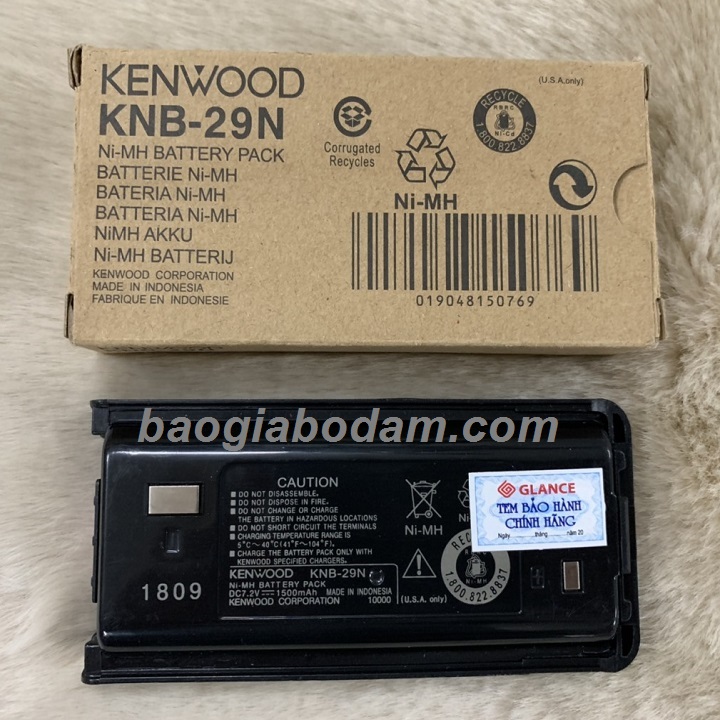 KENWOOD
KNB-29N
Ni-MH BATTERY PACK
BATTERIE Ni-MH
BATERIA Ni-MH
BATTERIA Ni-MH
NiMH AKKU
Ni-MH BATTERIJ
KENWOOD CORPORATION
MADE IN INDONESIA
FABRIQUE EN INDONESIE
Corrugated
Recycles
Ni-MH
(U.S.A.only)
RECYCLE
RBRC
Ni-Cd
1.800.822.8837
019048150769
baogiabodam.com
CAUTION
DO NOT DISASSEMBLE.
DO NOT DISPOSE IN FIRE.
DO NOT CHANGE OR CHARGE
THE BATTERY IN HAZARDOUS LOCATIONS
DO NOT SHORT CIRCUIT THE TERMINALS
CHARGING TEMPERATURE RANGE IS
5°C～40°C(41°F～104°F).
CHARGE THE BATTERY PACK ONLY WITH
KENWOOD SPECIFIED CHARGERS.
KENWOOD KNB-29N
Ni-MH BATTERY PACK
DC7.2V 1500mAh MADE IN INDONESIA
KENWOOD CORPORATION 10000
Ni-MH
(U.S.A. only)
Ni-MH
1.800.822.8837
1809
GLANCE
TEM BẢO HÀNH
CHÍNH HÃNG
Ngày tháng năm 20